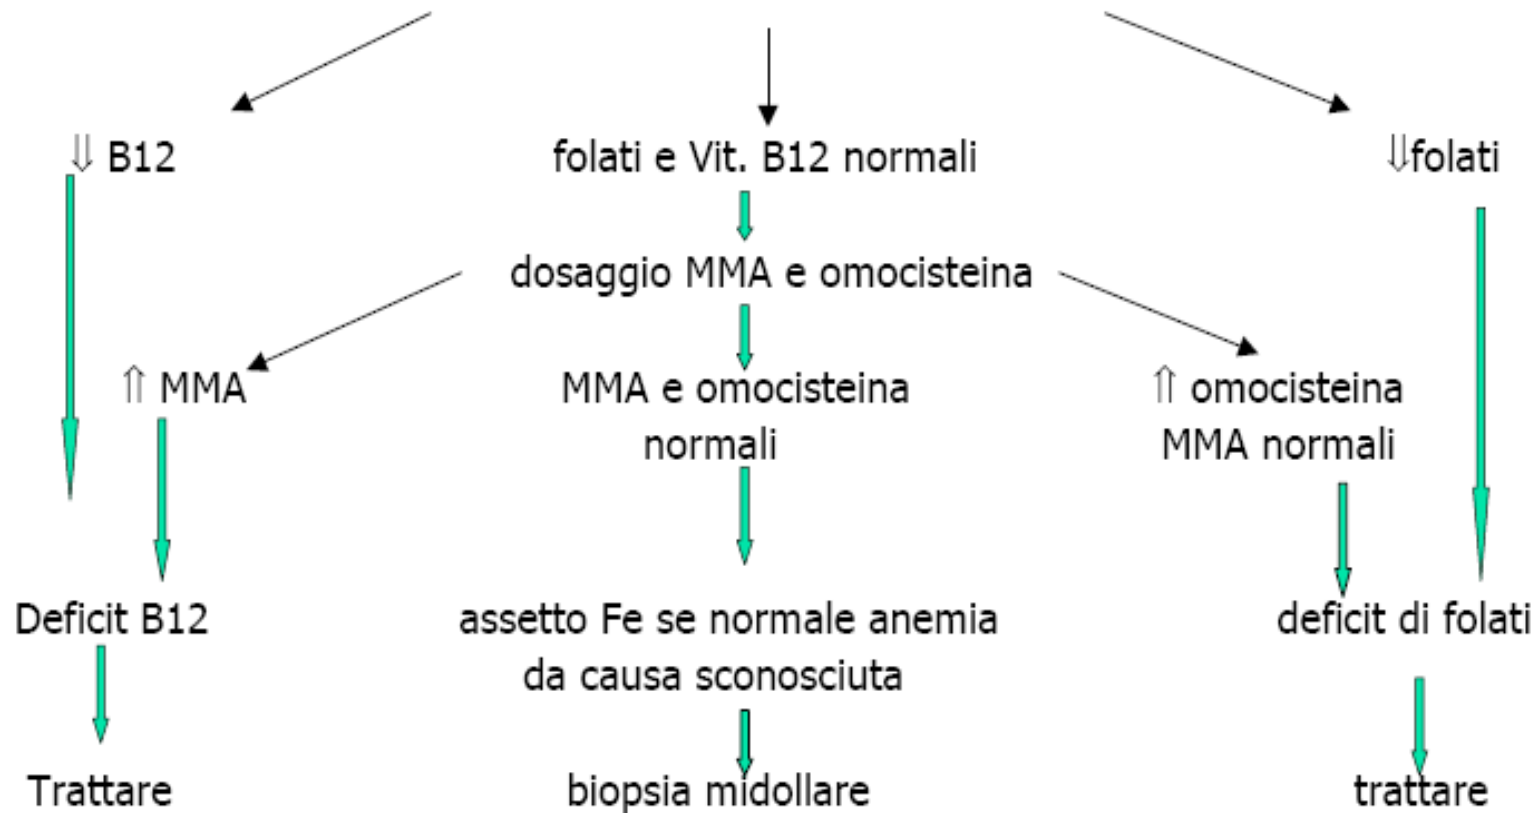 ⇓ B12
folati e Vit. B12 normali
⇓folati
dosaggio MMA e omocisteina
⇑ MMA
MMA e omocisteina
normali
⇑ omocisteina
MMA normali
Deficit B12
assetto Fe se normale anemia
da causa sconosciuta
deficit di folati
Trattare
biopsia midollare
trattare